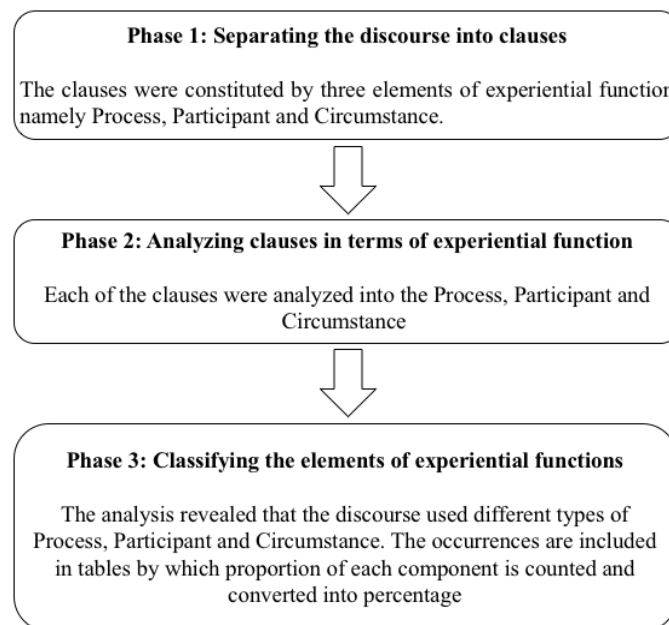 Phase 1: Separating the discourse into clauses
The clauses were constituted by three elements of experiential function
namely Process, Participant and Circumstance.
Phase 2: Analyzing clauses in terms of experiential function
Each of the clauses were analyzed into the Process, Participant and
Circumstance
Phase 3: Classifying the elements of experiential functions
The analysis revealed that the discourse used different types of
Process, Participant and Circumstance. The occurrences are included
in tables by which proportion of each component is counted and
converted into percentage